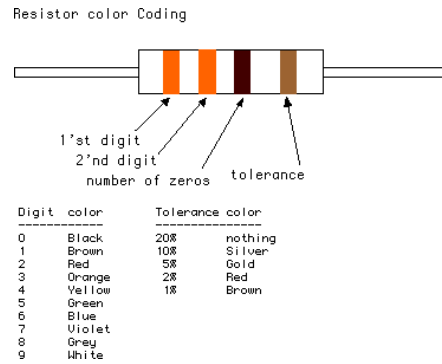 Resistor color Coding
1'st digit
2'nd digit
number of zeros
tolerance
Digit color Tolerance color
------------ ---------------
0 Black 20% nothing
1 Brown 10% Silver
2 Red 5% Gold
3 Orange 2% Red
4 Yellow 1% Brown
5 Green
6 Blue
7 Violet
8 Grey
9 White